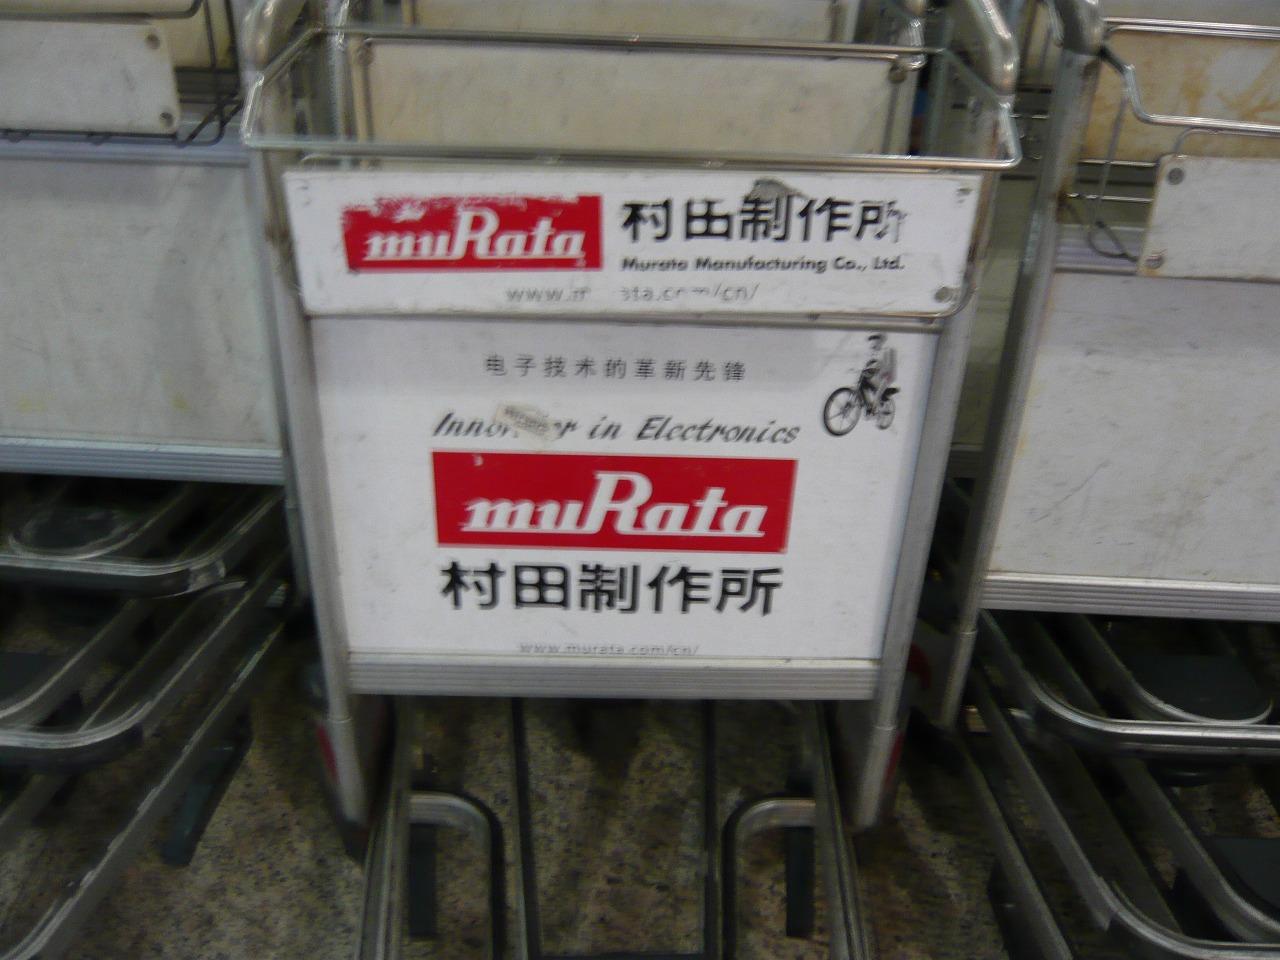 muRata
村田制作所
Murata Manufacturing Co., Ltd.
电子技术的革新先锋
in Electronics
muRata
村田制作所
www.murata.com/cn/